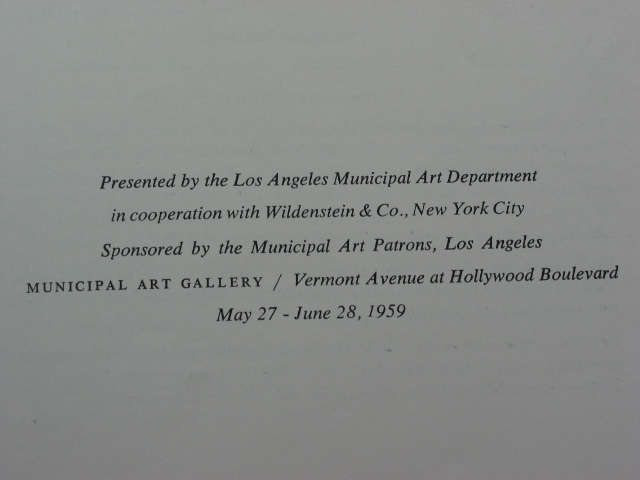 Presented by the Los Angeles Municipal Art Department
in cooperation with Wildenstein & Co., New York City
Sponsored by the Municipal Art Patrons, Los Angeles
MUNICIPAL ART GALLERY / Vermont Avenue at Hollywood Boulevard
May 27 - June 28, 1959